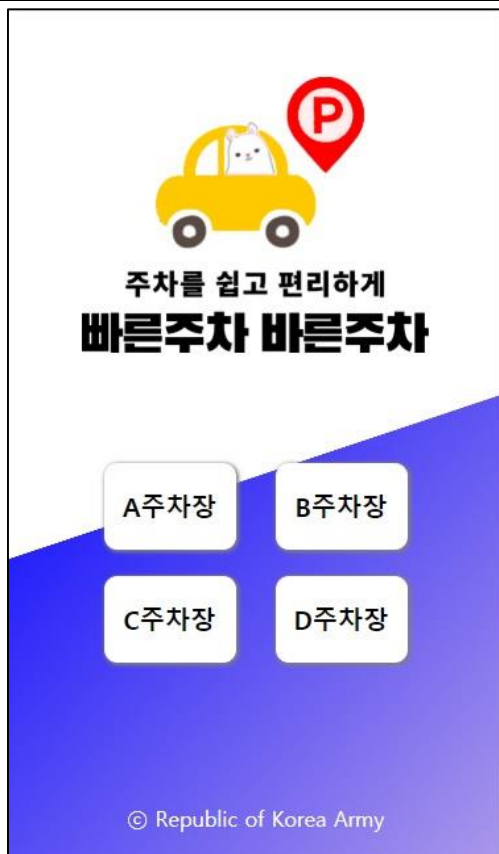 P
주차를 쉽고 편리하게
빠른주차 바른주차
A주차장 B주차장
C주차장 D주차장
© Republic of Korea Army